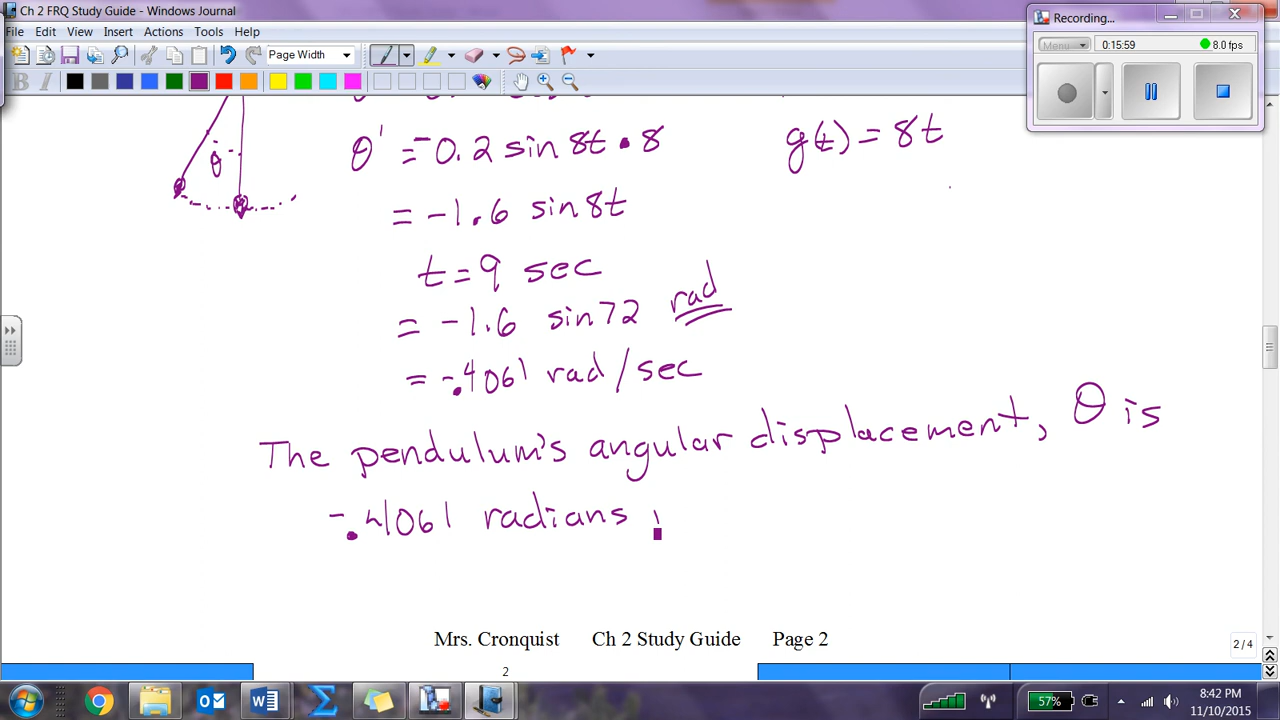 Ch 2 FRQ Study Guide - Windows Journal
File Edit View Insert Actions Tools Help
Page Width
B I
Recording...
Menu 0:15:59 8.0 fps
θ
θ' = -0.2 sin 8t • 8
g(t) = 8t
= -1.6 sin 8t
t = 9 sec
= -1.6 sin 72 rad
= -.4061 rad/sec
The pendulum's angular displacement, θ is
-.4061 radians
Mrs. Cronquist Ch 2 Study Guide Page 2
2/4
2
57%
8:42 PM
11/10/2015